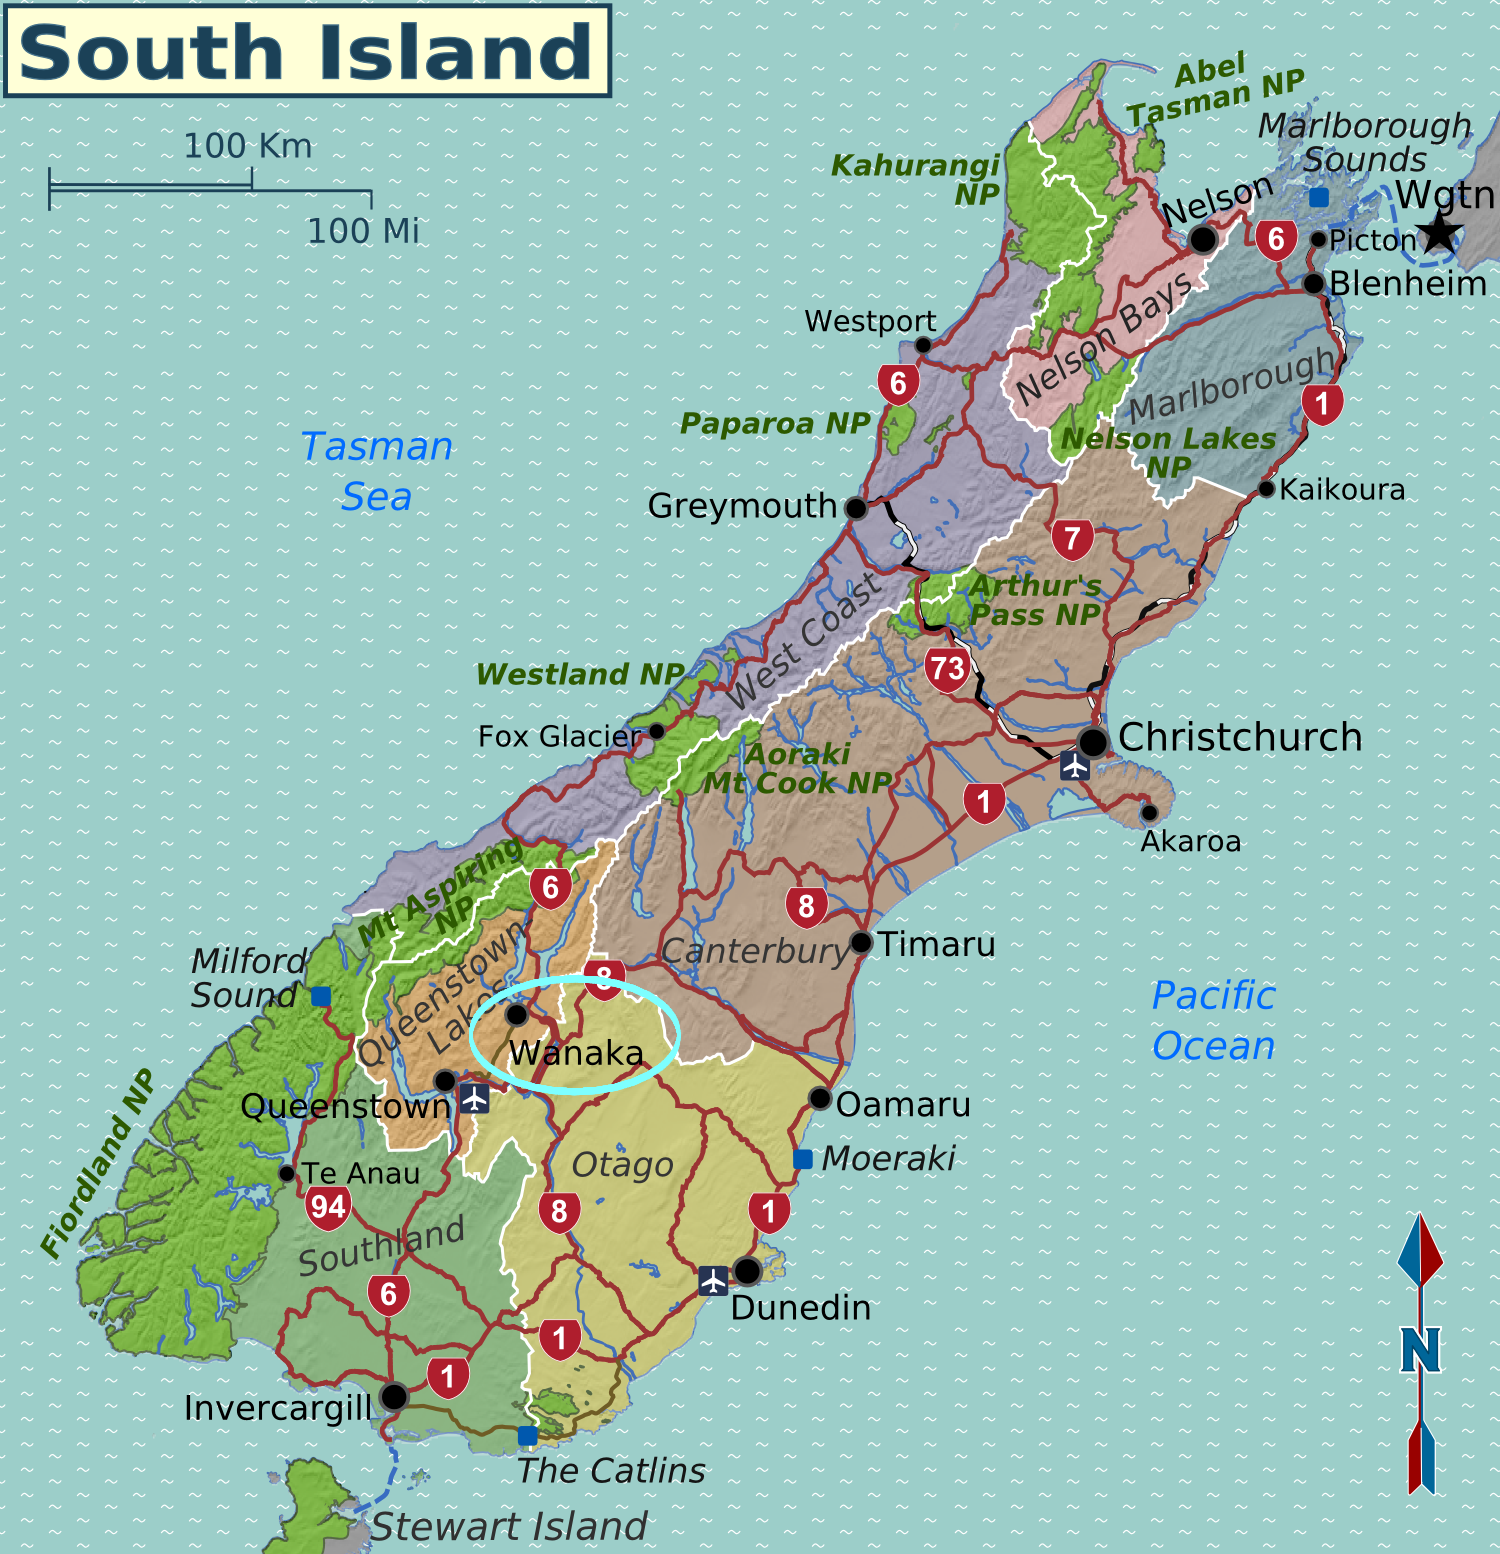 South Island
100 Km
100 Mi
Abel
Tasman NP
Marlborough
Sounds
Kahurangi
NP
Wgtn
Nelson
6
Picton
Blenheim
Westport
Nelson Bays
6
Marlborough
1
Paparoa NP
Nelson Lakes
NP
Tasman
Sea
Kaikoura
Greymouth
7
Arthur's
Pass NP
West Coast
73
Westland NP
Fox Glacier
Christchurch
Aoraki
Mt Cook NP
1
Akaroa
Mt Aspiring
NP
6
8
Queenstown-
Lakes
Canterbury
Timaru
Milford
Sound
8
Pacific
Ocean
Wanaka
Queenstown
Oamaru
Fiordland NP
Otago
Moeraki
Te Anau
94
8
1
Southland
6
Dunedin
1
1
Invercargill
The Catlins
Stewart Island
N